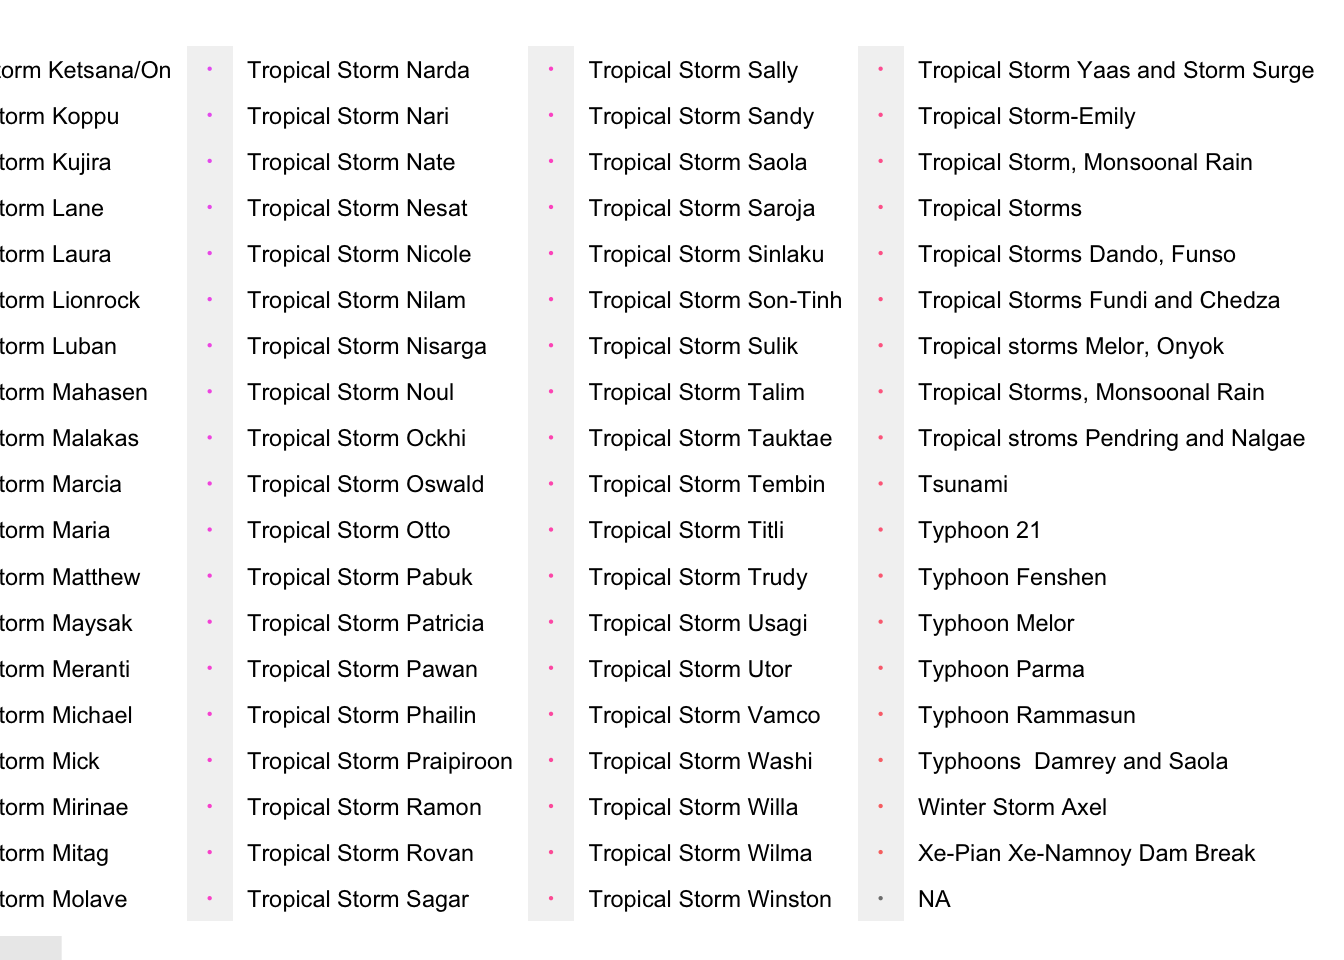 orm Ketsana/On
torm Koppu
torm Kujira
torm Lane
torm Laura
torm Lionrock
torm Luban
torm Mahasen
torm Malakas
torm Marcia
torm Maria
torm Matthew
torm Maysak
torm Meranti
torm Michael
torm Mick
torm Mirinae
torm Mitag
torm Molave
Tropical Storm Narda
Tropical Storm Nari
Tropical Storm Nate
Tropical Storm Nesat
Tropical Storm Nicole
Tropical Storm Nilam
Tropical Storm Nisarga
Tropical Storm Noul
Tropical Storm Ockhi
Tropical Storm Oswald
Tropical Storm Otto
Tropical Storm Pabuk
Tropical Storm Patricia
Tropical Storm Pawan
Tropical Storm Phailin
Tropical Storm Praipiroon
Tropical Storm Ramon
Tropical Storm Rovan
Tropical Storm Sagar
Tropical Storm Sally
Tropical Storm Sandy
Tropical Storm Saola
Tropical Storm Saroja
Tropical Storm Sinlaku
Tropical Storm Son-Tinh
Tropical Storm Sulik
Tropical Storm Talim
Tropical Storm Tauktae
Tropical Storm Tembin
Tropical Storm Titli
Tropical Storm Trudy
Tropical Storm Usagi
Tropical Storm Utor
Tropical Storm Vamco
Tropical Storm Washi
Tropical Storm Willa
Tropical Storm Wilma
Tropical Storm Winston
Tropical Storm Yaas and Storm Surge
Tropical Storm-Emily
Tropical Storm, Monsoonal Rain
Tropical Storms
Tropical Storms Dando, Funso
Tropical Storms Fundi and Chedza
Tropical storms Melor, Onyok
Tropical Storms, Monsoonal Rain
Tropical stroms Pendring and Nalgae
Tsunami
Typhoon 21
Typhoon Fenshen
Typhoon Melor
Typhoon Parma
Typhoon Rammasun
Typhoons  Damrey and Saola
Winter Storm Axel
Xe-Pian Xe-Namnoy Dam Break
NA